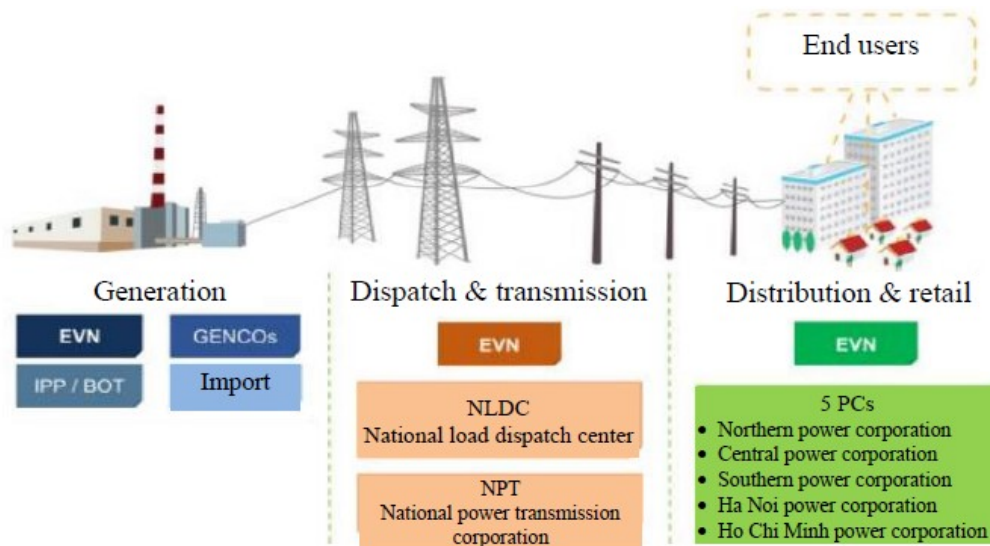 End users
Generation
EVN
GENCOs
IPP / BOT
Import
Dispatch & transmission
EVN
NLDC
National load dispatch center
NPT
National power transmission
corporation
Distribution & retail
EVN
5 PCs
• Northern power corporation
• Central power corporation
• Southern power corporation
• Ha Noi power corporation
• Ho Chi Minh power corporation